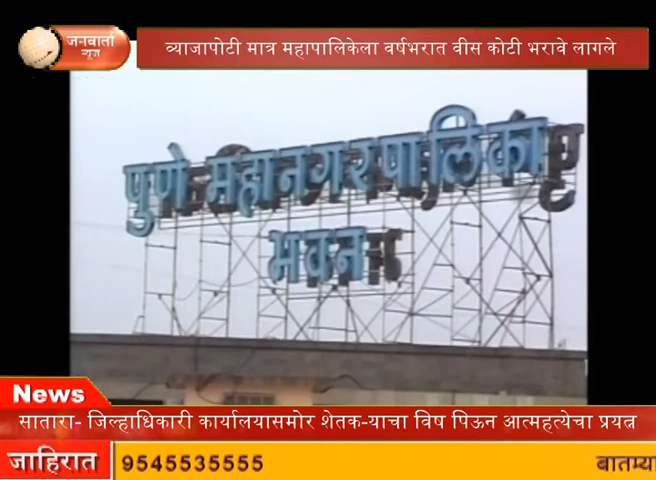 जनवार्ता
न्यूज
व्याजापोटी मात्र महापालिकेला वर्षभरात वीस कोटी भरावे लागले
पुणे महानगरपालिका
भवन
News
सातारा- जिल्हाधिकारी कार्यालयासमोर शेतक-याचा विष पिऊन आत्महत्येचा प्रयत्न
जाहिरात 9545535555 बातम्या